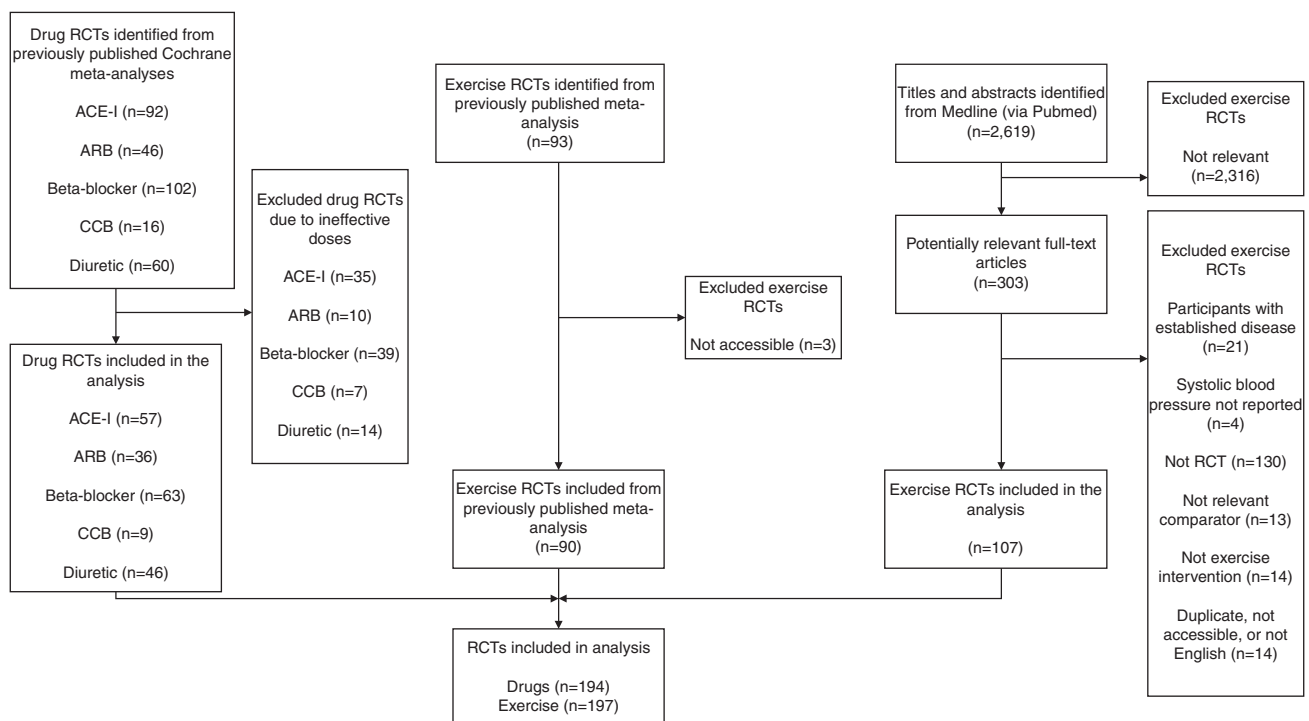 Drug RCTs identified from
previously published Cochrane
meta-analyses
ACE-I (n=92)
ARB (n=46)
Beta-blocker (n=102)
CCB (n=16)
Diuretic (n=60)
Excluded drug RCTs
due to ineffective
doses
ACE-I (n=35)
ARB (n=10)
Beta-blocker (n=39)
CCB (n=7)
Diuretic (n=14)
Drug RCTs included in the
analysis
ACE-I (n=57)
ARB (n=36)
Beta-blocker (n=63)
CCB (n=9)
Diuretic (n=46)
Exercise RCTs identified from
previously published meta-
analysis
(n=93)
Excluded exercise
RCTs
Not accessible (n=3)
Exercise RCTs included from
previously published meta-
analysis
(n=90)
Titles and abstracts identified
from Medline (via Pubmed)
(n=2,619)
Excluded exercise
RCTs
Not relevant
(n=2,316)
Potentially relevant full-text
articles
(n=303)
Excluded exercise
RCTs
Participants with
established disease
(n=21)
Systolic blood
pressure not reported
(n=4)
Not RCT (n=130)
Not relevant
comparator (n=13)
Not exercise
intervention (n=14)
Duplicate, not
accessible, or not
English (n=14)
Exercise RCTs included in the
analysis
(n=107)
RCTs included in analysis
Drugs (n=194)
Exercise (n=197)